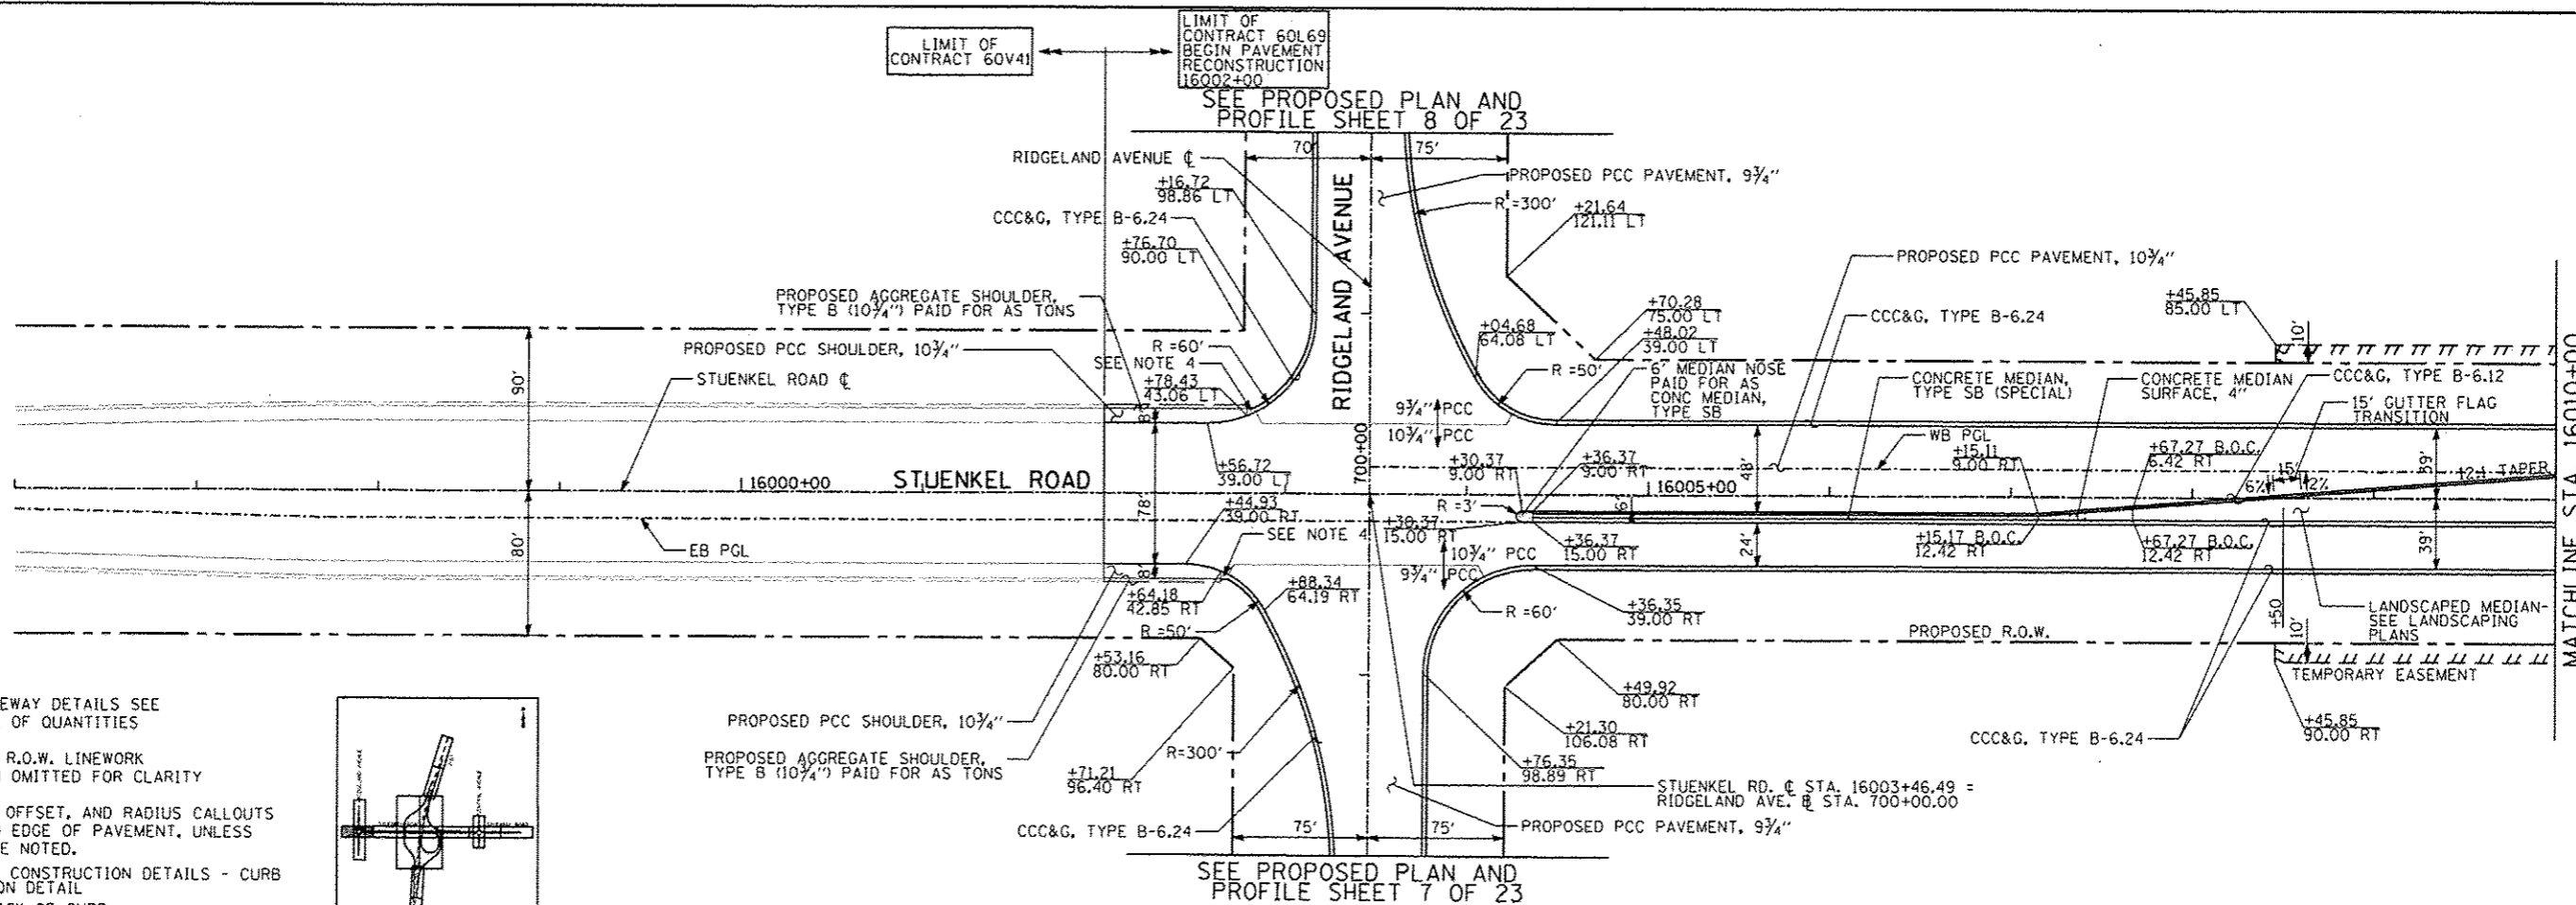 LIMIT OF
CONTRACT 60V41
LIMIT OF
CONTRACT 60L69
BEGIN PAVEMENT
RECONSTRUCTION
16002+00
SEE PROPOSED PLAN AND
PROFILE SHEET 8 OF 23
RIDGELAND AVENUE ℄
70'
75'
PROPOSED PCC PAVEMENT, 9¾"
+16.72
98.86 LT
R =300'
+21.64
121.11 LT
CCC&G, TYPE B-6.24
+76.70
90.00 LT
RIDGELAND AVENUE
PROPOSED PCC PAVEMENT, 10¾"
PROPOSED AGGREGATE SHOULDER,
TYPE B (10¾") PAID FOR AS TONS
+70.28
75.00 LT
+45.85
85.00 LT
10'
CCC&G, TYPE B-6.24
+04.68
64.08 LT
+48.02
39.00 LT
R =60'
SEE NOTE 4
PROPOSED PCC SHOULDER, 10¾"
STUENKEL ROAD ℄
+78.43
43.06 LT
R =50'
6' MEDIAN NOSE
PAID FOR AS
CONC MEDIAN,
TYPE SB
CONCRETE MEDIAN,
TYPE SB (SPECIAL)
CONCRETE MEDIAN
SURFACE, 4"
CCC&G, TYPE B-6.12
15' GUTTER FLAG
TRANSITION
90'
8'
9¾" PCC
10¾" PCC
WB PGL
48'
39'
+56.72
39.00 LT
700+00
+30.37
9.00 RT
+36.37
9.00 RT
+15.11
9.00 RT
+67.27 B.O.C.
6.42 RT
15'
6%
2%
TAPER
16000+00
STUENKEL ROAD
16005+00
MATCHLINE STA 16010+00
78'
+44.93
39.00 RT
R =3'
6'
+30.37
15.00 RT
+36.37
15.00 RT
SEE NOTE 4
EB PGL
80'
8'
10¾" PCC
9¾" PCC
24'
+15.17 B.O.C.
12.42 RT
+67.27 B.O.C.
12.42 RT
39'
+64.18
42.85 RT
+88.34
64.19 RT
R =50'
R =60'
+36.35
39.00 RT
LANDSCAPED MEDIAN-
SEE LANDSCAPING
PLANS
+50
10'
PROPOSED R.O.W.
TEMPORARY EASEMENT
+53.16
80.00 RT
+49.92
80.00 RT
+21.30
106.08 RT
+45.85
90.00 RT
PROPOSED PCC SHOULDER, 10¾"
PROPOSED AGGREGATE SHOULDER,
TYPE B (10¾") PAID FOR AS TONS
R=300'
+71.21
96.40 RT
+76.35
98.89 RT
CCC&G, TYPE B-6.24
STUENKEL RD. ℄ STA. 16003+46.49 =
RIDGELAND AVE. ℄ STA. 700+00.00
CCC&G, TYPE B-6.24
75'
75'
PROPOSED PCC PAVEMENT, 9¾"
SEE PROPOSED PLAN AND
PROFILE SHEET 7 OF 23
EWAY DETAILS SEE
OF QUANTITIES
R.O.W. LINEWORK
OMITTED FOR CLARITY
OFFSET, AND RADIUS CALLOUTS
EDGE OF PAVEMENT, UNLESS
E NOTED.
CONSTRUCTION DETAILS - CURB
ON DETAIL